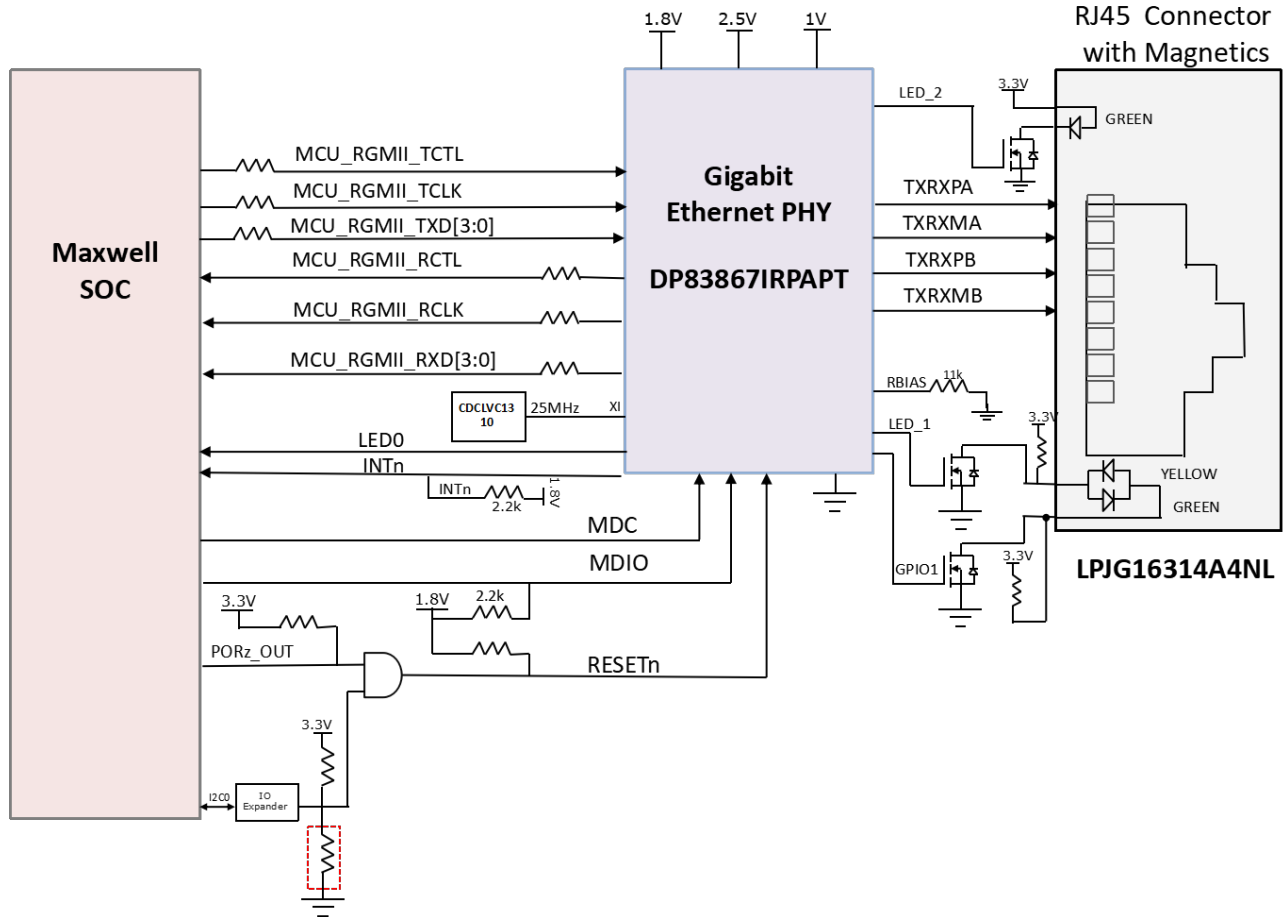 1.8V
2.5V
1V
RJ45 Connector
with Magnetics
LED_2
3.3V
GREEN
MCU_RGMII_TCTL
MCU_RGMII_TCLK
MCU_RGMII_TXD[3:0]
MCU_RGMII_RCTL
MCU_RGMII_RCLK
MCU_RGMII_RXD[3:0]
Maxwell
SOC
Gigabit
Ethernet PHY
DP83867IRPAPT
TXRXPA
TXRXMA
TXRXPB
TXRXMB
RBIAS
11k
CDCLVC13
10
25MHz
XI
LED0
INTn
INTn
2.2k
1.8V
LED_1
3.3V
YELLOW
GREEN
GPIO1
3.3V
LPJG16314A4NL
MDC
MDIO
3.3V
1.8V
2.2k
PORz_OUT
RESETn
3.3V
I2C0
IO
Expander